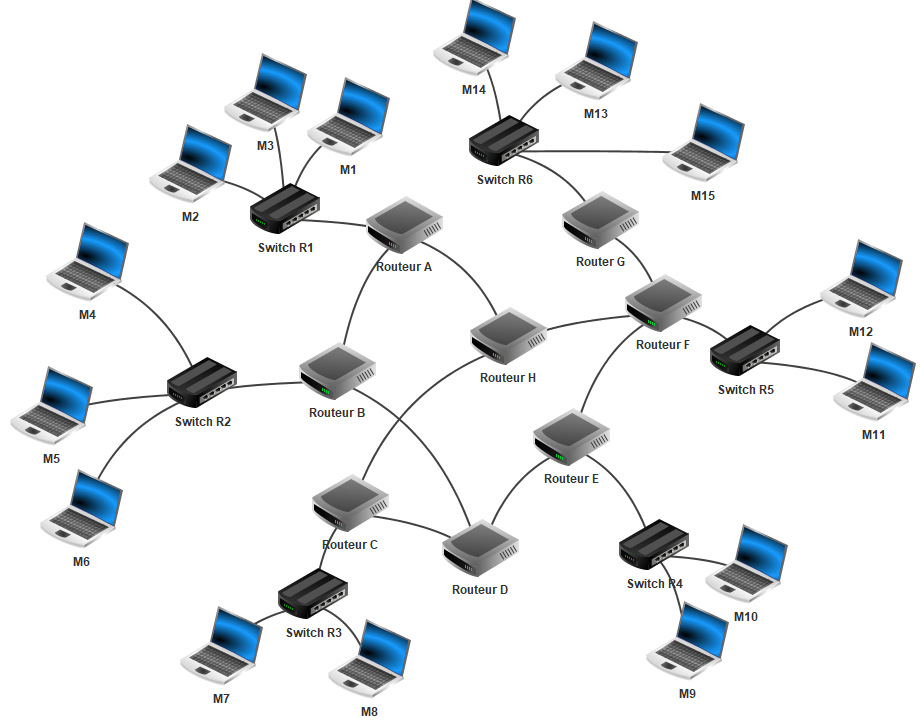 M14
M13
M3
M1
Switch R6
M15
M2
Switch R1
Routeur A
Router G
M4
M12
Routeur F
Routeur H
Switch R5
Routeur B
Switch R2
M11
M5
Routeur E
Routeur C
M6
Switch R4
Routeur D
M10
Switch R3
M9
M7
M8